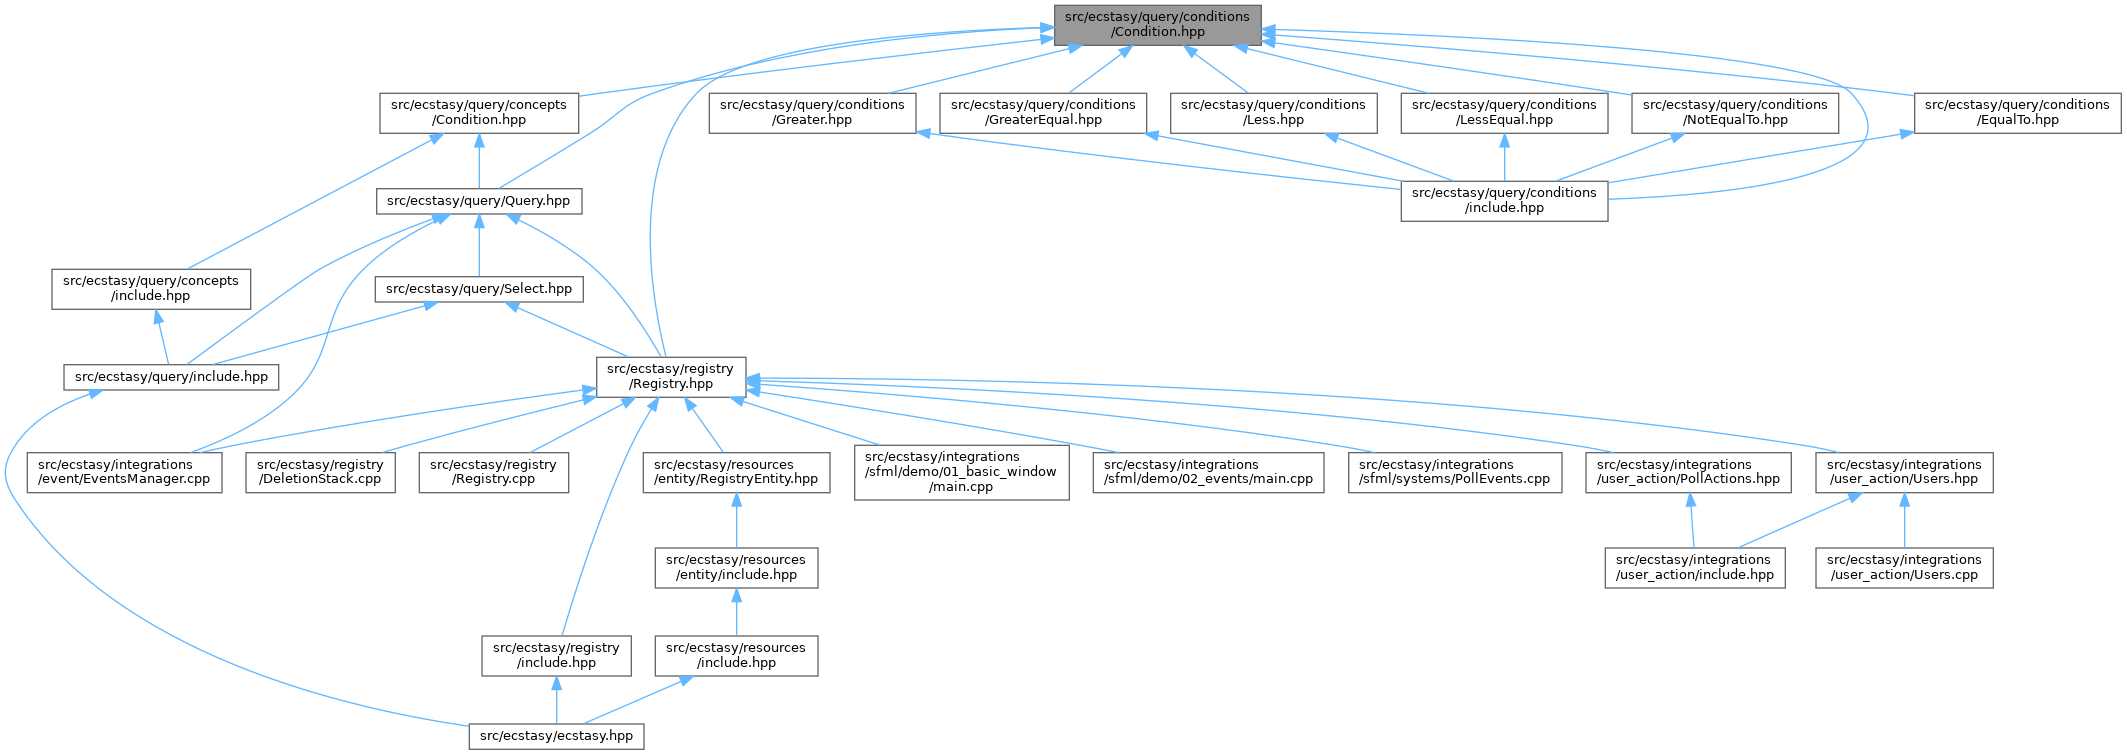 src/ecstasy/query/conditions
/Condition.hpp
src/ecstasy/query/concepts
/Condition.hpp
src/ecstasy/query/conditions
/Greater.hpp
src/ecstasy/query/conditions
/GreaterEqual.hpp
src/ecstasy/query/conditions
/Less.hpp
src/ecstasy/query/conditions
/LessEqual.hpp
src/ecstasy/query/conditions
/NotEqualTo.hpp
src/ecstasy/query/conditions
/EqualTo.hpp
src/ecstasy/query/Query.hpp
src/ecstasy/query/conditions
/include.hpp
src/ecstasy/query/concepts
/include.hpp
src/ecstasy/query/Select.hpp
src/ecstasy/query/include.hpp
src/ecstasy/registry
/Registry.hpp
src/ecstasy/integrations
/event/EventsManager.cpp
src/ecstasy/registry
/DeletionStack.cpp
src/ecstasy/registry
/Registry.cpp
src/ecstasy/resources
/entity/RegistryEntity.hpp
src/ecstasy/integrations
/sfml/demo/01_basic_window
/main.cpp
src/ecstasy/integrations
/sfml/demo/02_events/main.cpp
src/ecstasy/integrations
/sfml/systems/PollEvents.cpp
src/ecstasy/integrations
/user_action/PollActions.hpp
src/ecstasy/integrations
/user_action/Users.hpp
src/ecstasy/resources
/entity/include.hpp
src/ecstasy/integrations
/user_action/include.hpp
src/ecstasy/integrations
/user_action/Users.cpp
src/ecstasy/registry
/include.hpp
src/ecstasy/resources
/include.hpp
src/ecstasy/ecstasy.hpp